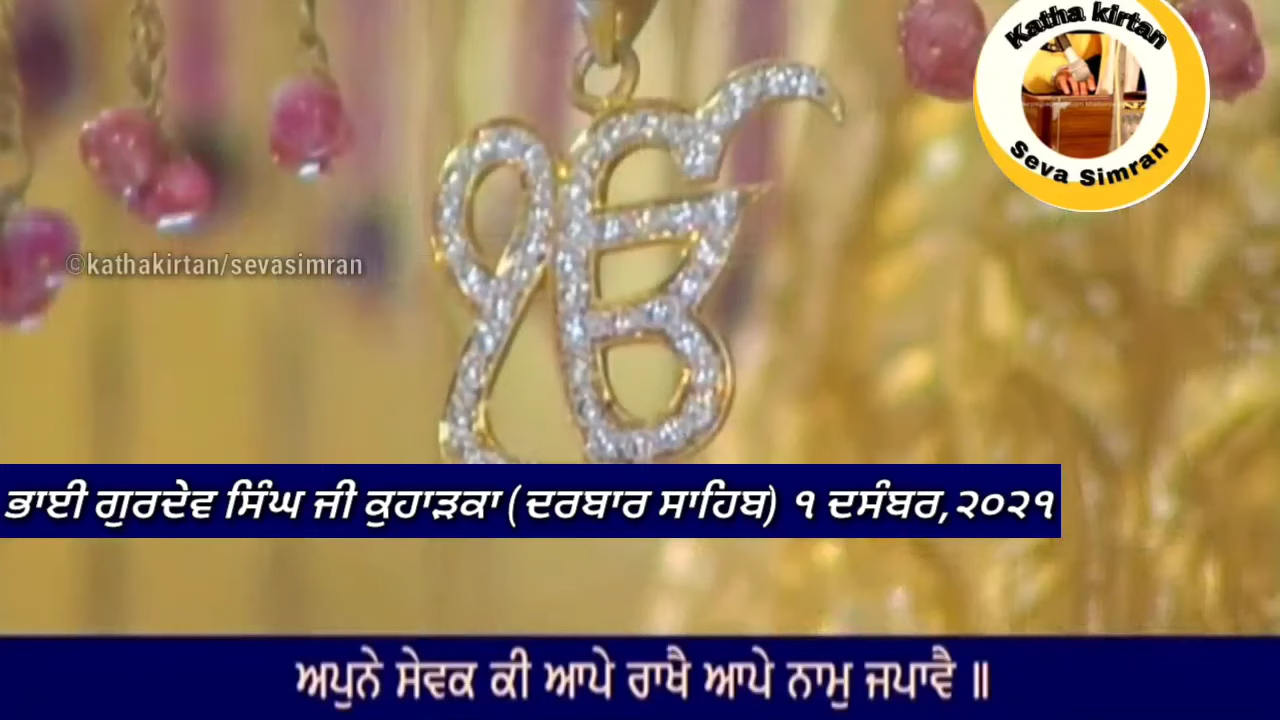 Katha kirtan
Seva Simran
©kathakirtan/sevasimran
ਭਾਈ ਗੁਰਦੇਵ ਸਿੰਘ ਜੀ ਕੁਹਾੜਕਾ (ਦਰਬਾਰ ਸਾਹਿਬ) ੧ ਦਸੰਬਰ,੨੦੨੧
ਅਪੁਨੇ ਸੇਵਕ ਕੀ ਆਪੇ ਰਾਖੈ ਆਪੇ ਨਾਮੁ ਜਪਾਵੈ ॥